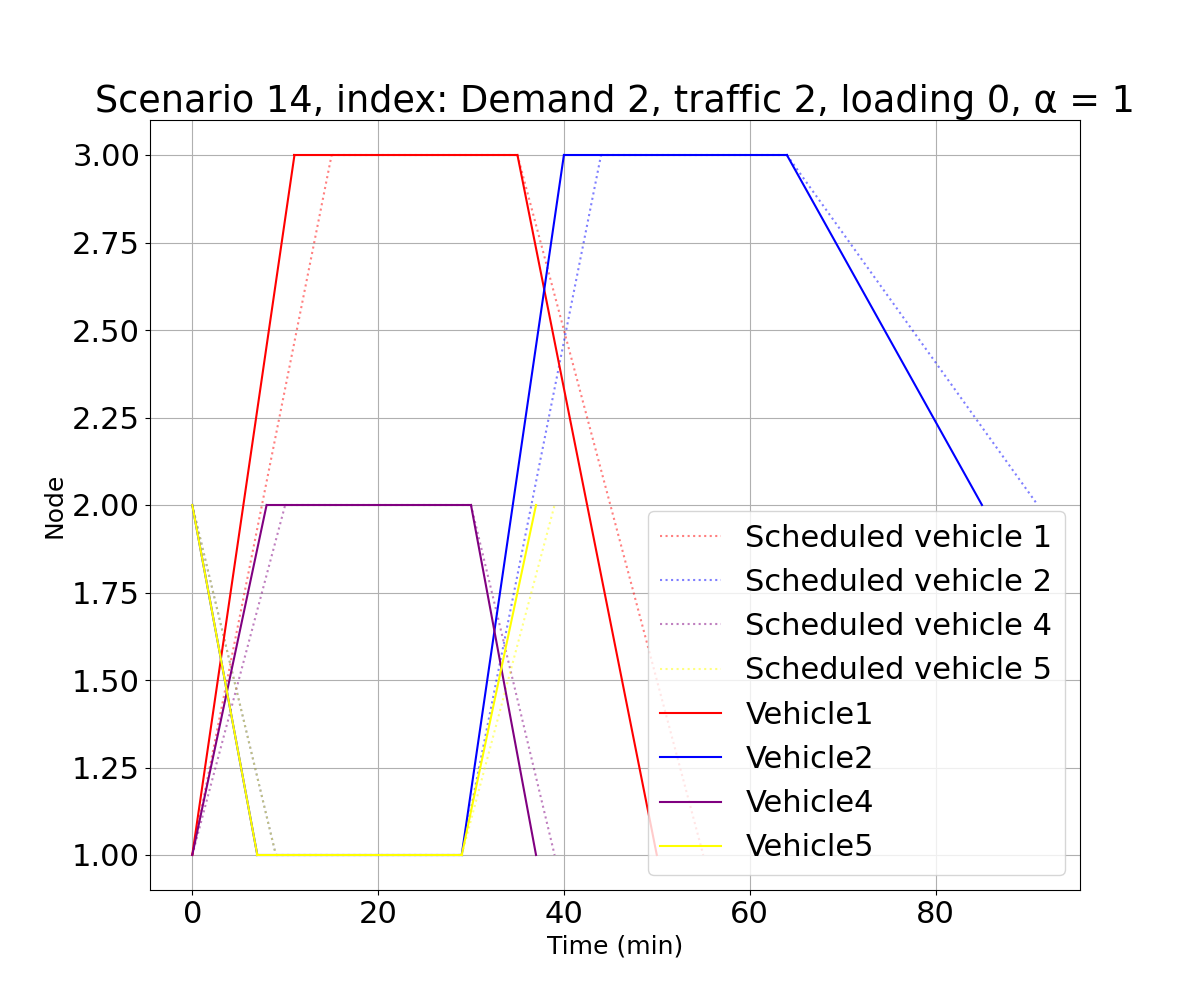 Scenario 14, index: Demand 2, traffic 2, loading 0, α = 1
3.00
2.75
2.50
2.25
2.00
1.75
1.50
1.25
1.00
Node
Scheduled vehicle 1
Scheduled vehicle 2
Scheduled vehicle 4
Scheduled vehicle 5
Vehicle1
Vehicle2
Vehicle4
Vehicle5
0 20 40 60 80
Time (min)